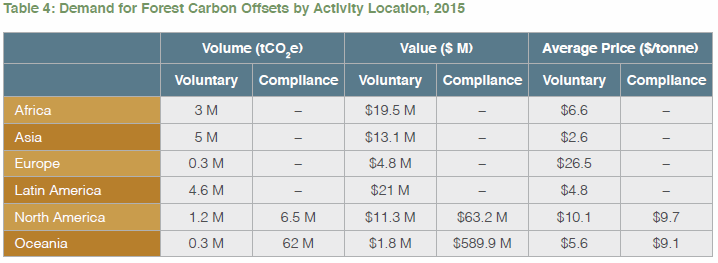 Table 4: Demand for Forest Carbon Offsets by Activity Location, 2015
Volume (tCO₂e) Value ($ M) Average Price ($/tonne)
Voluntary Compliance Voluntary Compliance Voluntary Compliance
Africa 3 M – $19.5 M – $6.6 –
Asia 5 M – $13.1 M – $2.6 –
Europe 0.3 M – $4.8 M – $26.5 –
Latin America 4.6 M – $21 M – $4.8 –
North America 1.2 M 6.5 M $11.3 M $63.2 M $10.1 $9.7
Oceania 0.3 M 62 M $1.8 M $589.9 M $5.6 $9.1